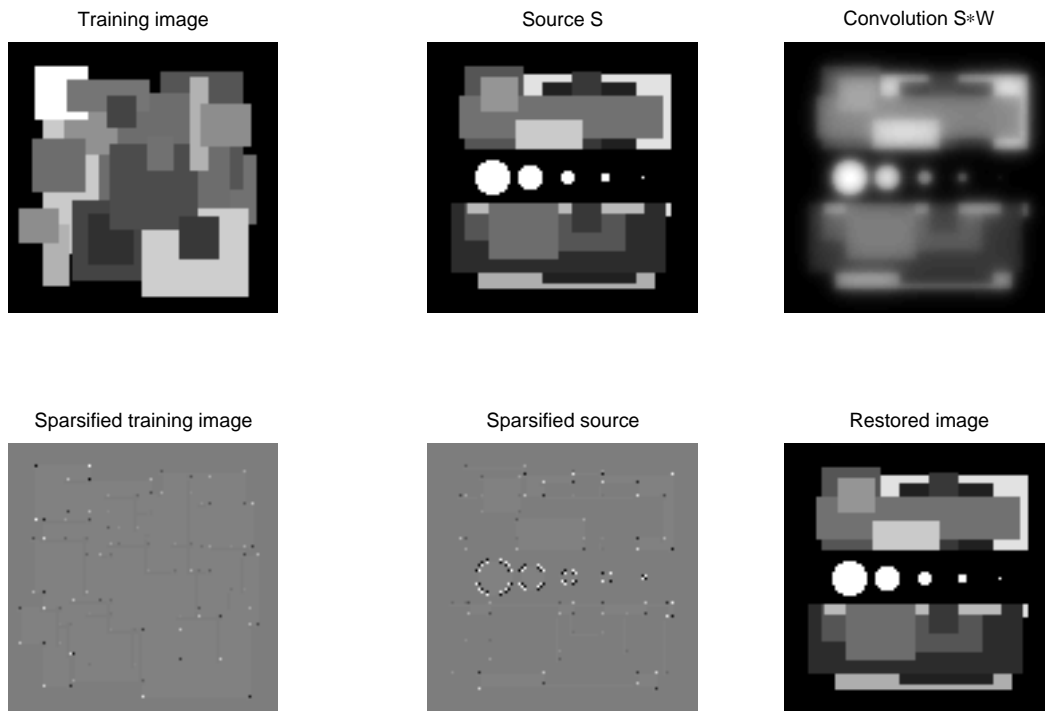 Training image
Source S
Convolution S*W
Sparsified training image
Sparsified source
Restored image